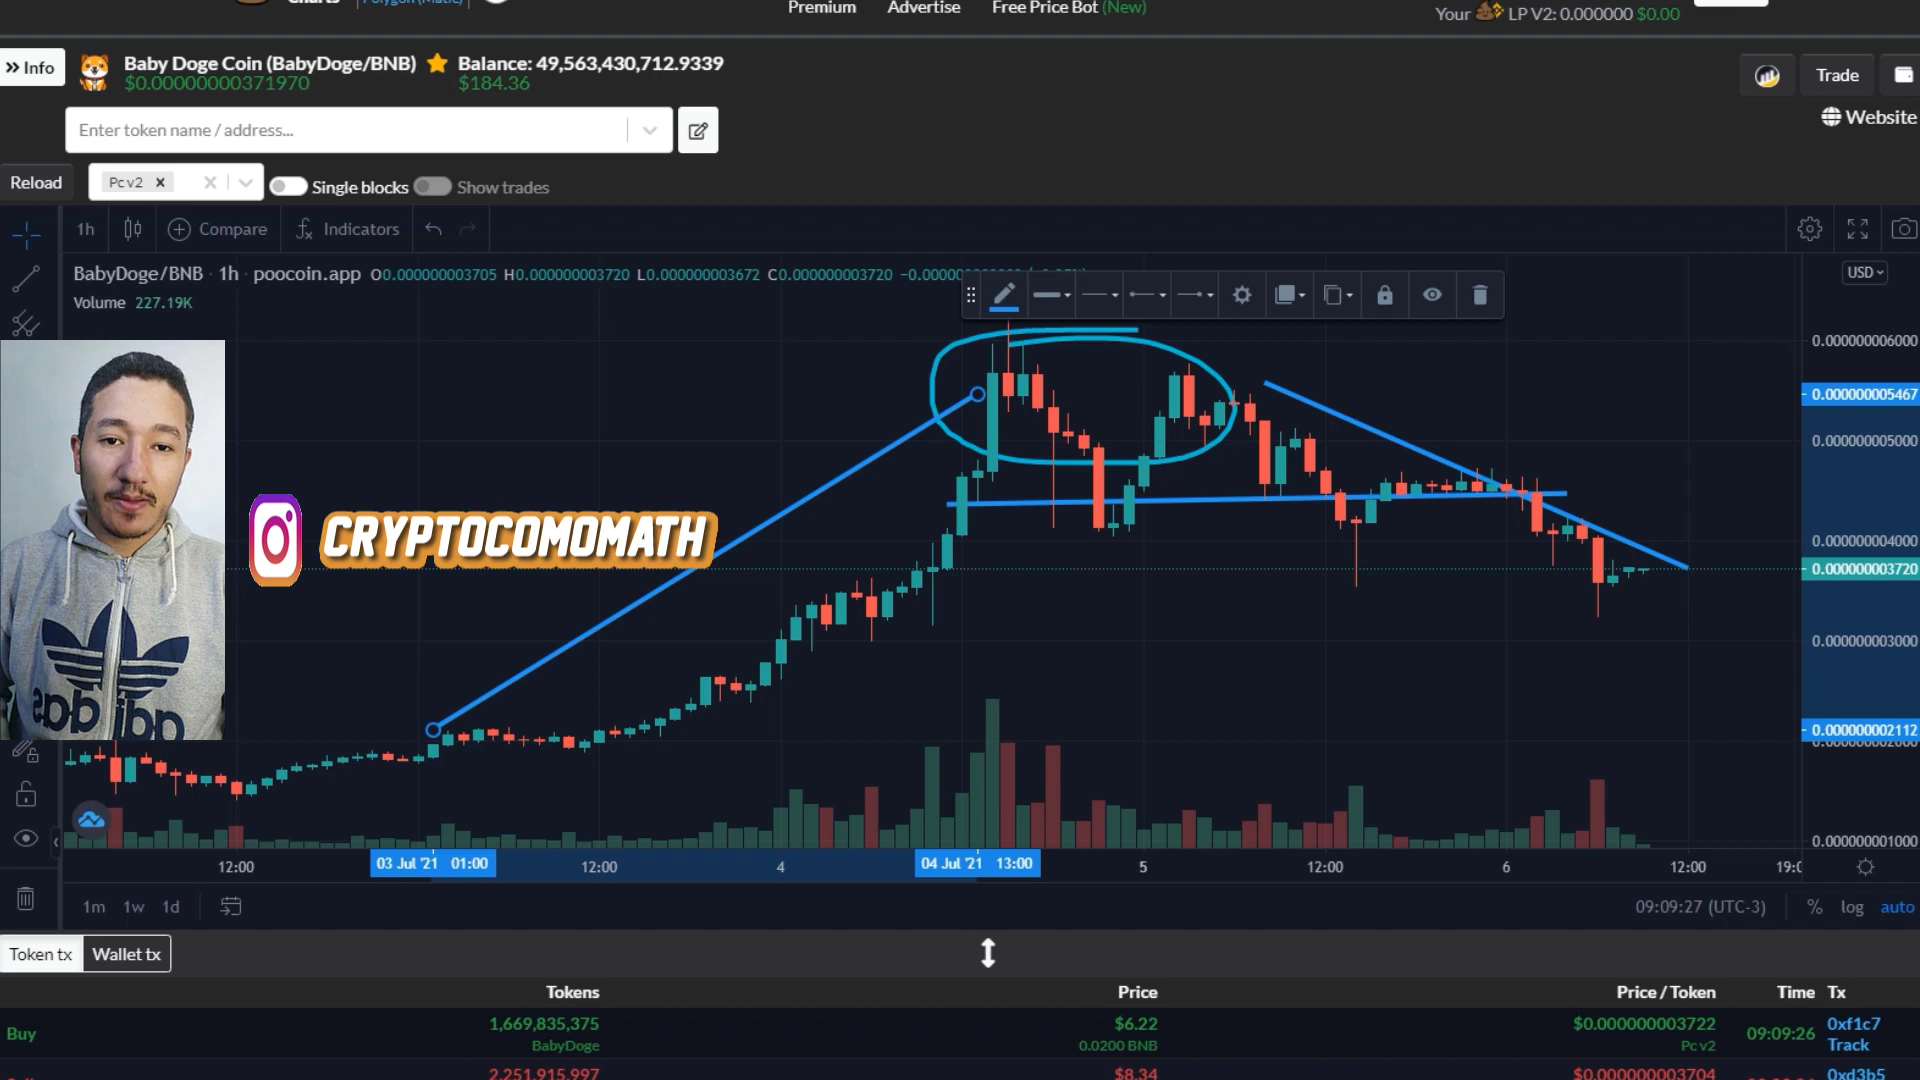 Charts
Polygon (Matic)
Premium
Advertise
Free Price Bot (New)
Your LP V2: 0.000000 $0.00
Info
Baby Doge Coin (BabyDoge/BNB)
$0.00000000371970
Balance: 49,563,430,712.9339
$184.36
Trade
Website
Enter token name / address...
Reload
Pc v2
Single blocks
Show trades
1h
Compare
Indicators
BabyDoge/BNB · 1h · poocoin.app O0.000000003705 H0.000000003720 L0.000000003672 C0.000000003720
USD
Volume 227.19K
0.000000006000
0.000000005467
0.000000005000
0.000000004000
0.000000003720
0.000000003000
0.000000002112
0.000000001000
CRYPTOCOMOMATH
12:00
03 Jul '21 01:00
12:00
4
04 Jul '21 13:00
5
12:00
6
12:00
1m
1w
1d
09:09:27 (UTC-3)
%
log
auto
Token tx
Wallet tx
Tokens
Price
Price / Token
Time
Tx
Buy
1,669,835,375
BabyDoge
$6.22
0.0200 BNB
$0.000000003722
Pc v2
09:09:26
0xf1c7
Track
2,251,915,997
$8.34
$0.000000003704
0xd3b5